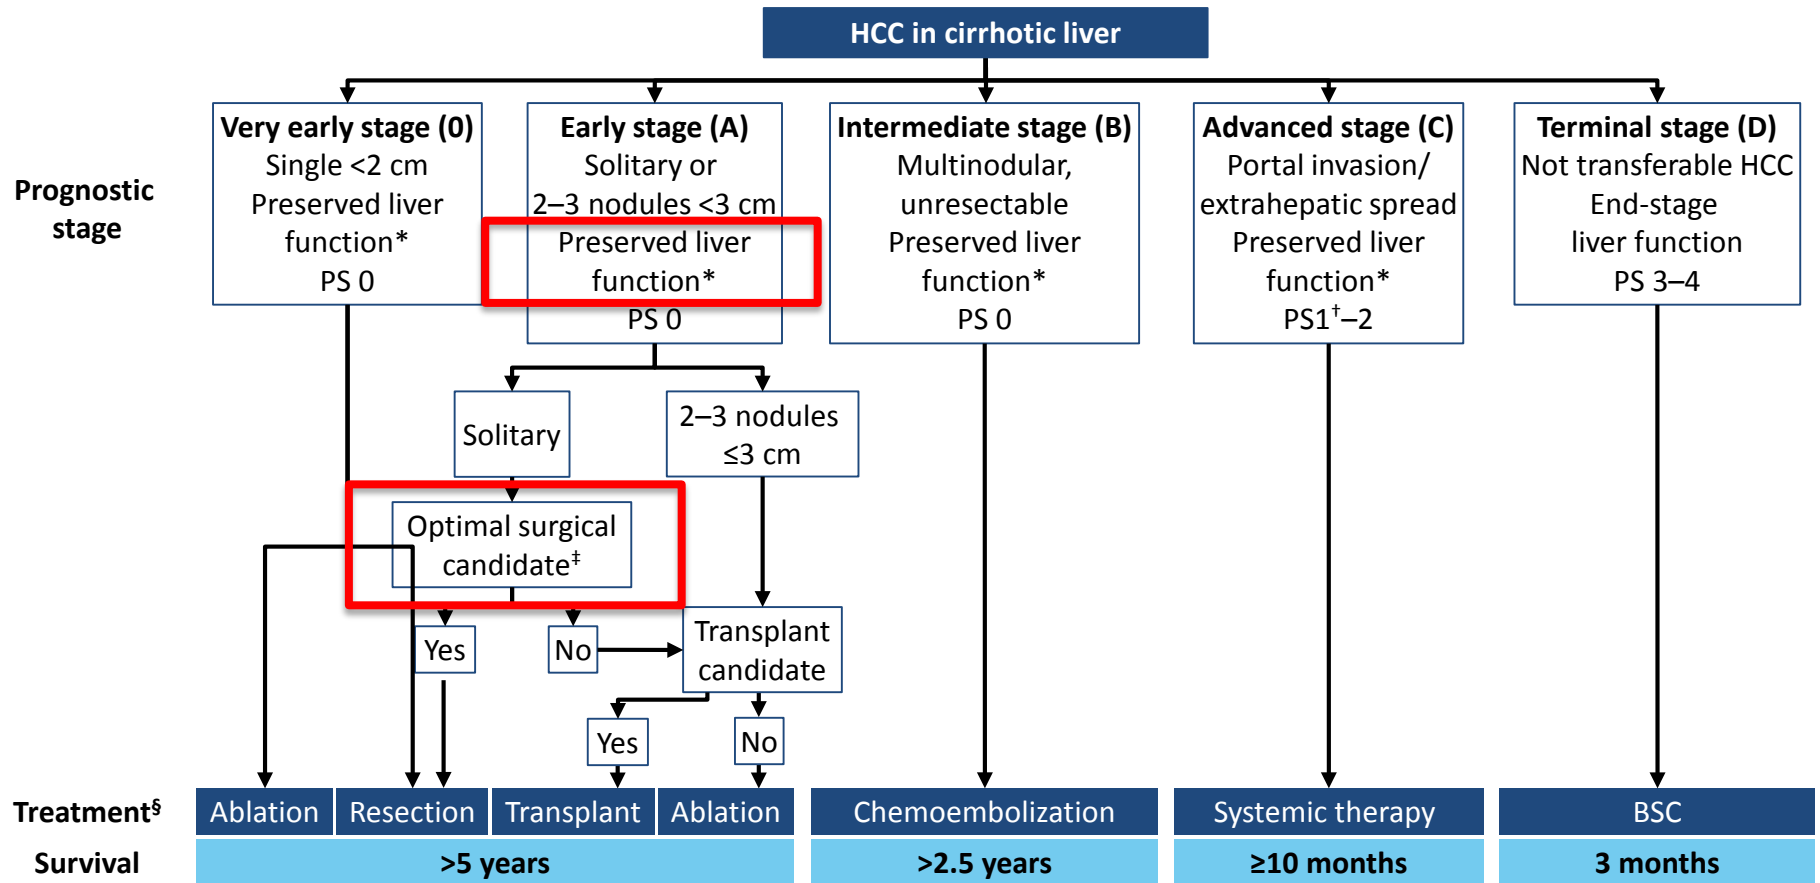 HCC in cirrhotic liver
Prognostic
stage
Very early stage (0)
Single <2 cm
Preserved liver
function*
PS 0
Early stage (A)
Solitary or
2–3 nodules <3 cm
Preserved liver
function*
PS 0
Intermediate stage (B)
Multinodular,
unresectable
Preserved liver
function*
PS 0
Advanced stage (C)
Portal invasion/
extrahepatic spread
Preserved liver
function*
PS1†–2
Terminal stage (D)
Not transferable HCC
End-stage
liver function
PS 3–4
Solitary
2–3 nodules
≤3 cm
Optimal surgical
candidate‡
Yes
No
Transplant
candidate
Yes
No
Treatment§
Ablation
Resection
Transplant
Ablation
Chemoembolization
Systemic therapy
BSC
Survival
>5 years
>2.5 years
≥10 months
3 months